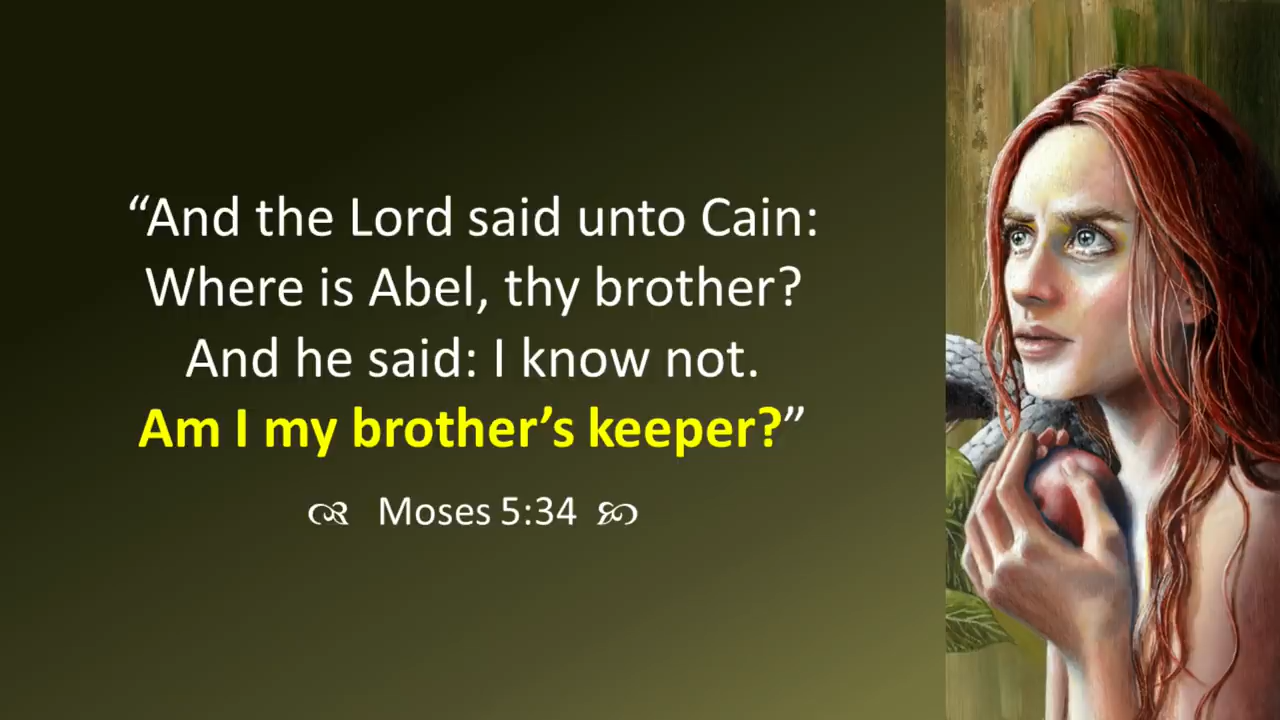 “And the Lord said unto Cain:
Where is Abel, thy brother?
And he said: I know not.
Am I my brother’s keeper?”
Moses 5:34